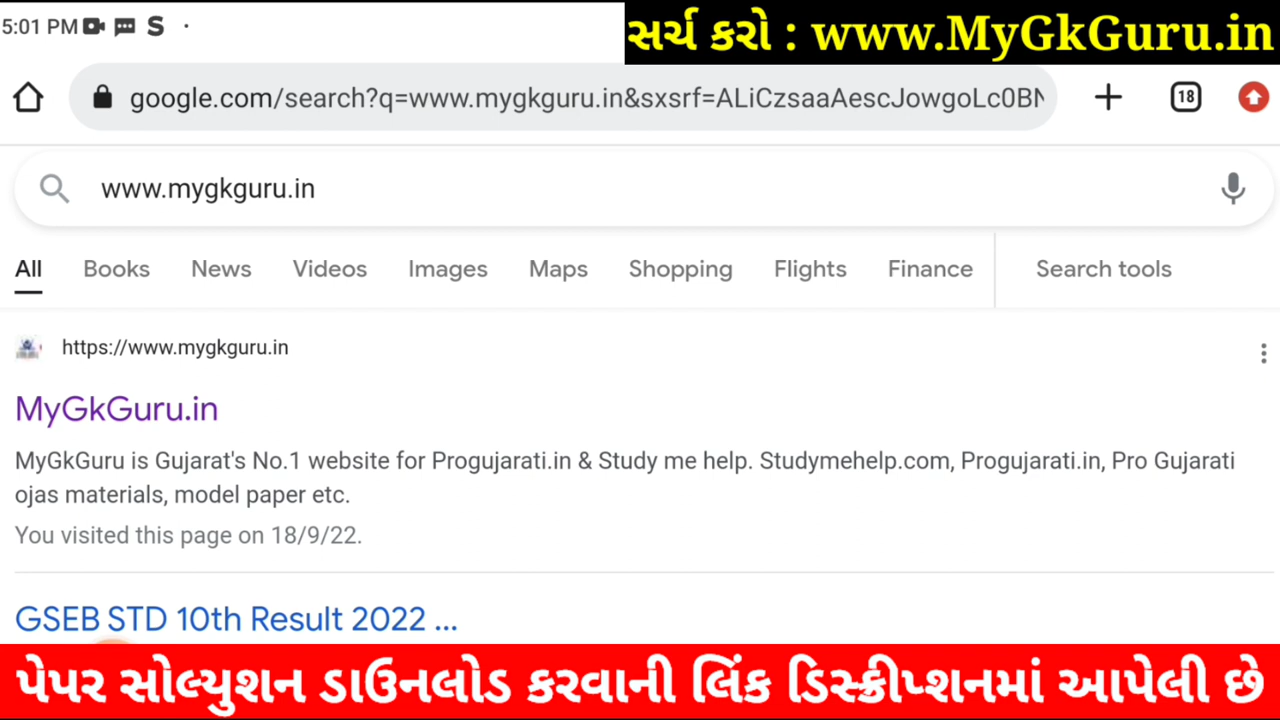 5:01 PM S
સર્ચ કરો : www.MyGkGuru.in
google.com/search?q=www.mygkguru.in&sxsrf=ALiCzsaaAescJowgoLc0BN
18
www.mygkguru.in
All Books News Videos Images Maps Shopping Flights Finance Search tools
https://www.mygkguru.in
MyGkGuru.in
MyGkGuru is Gujarat's No.1 website for Progujarati.in & Study me help. Studymehelp.com, Progujarati.in, Pro Gujarati
ojas materials, model paper etc.
You visited this page on 18/9/22.
GSEB STD 10th Result 2022 ...
પેપર સોલ્યુશન ડાઉનલોડ કરવાની લિંક ડિસ્ક્રીપ્શનમાં આપેલી છે